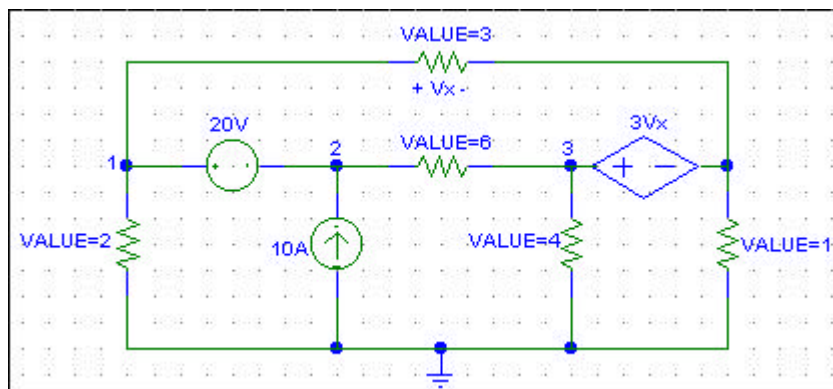 VALUE=3
+ Vx -
20V
3Vx
1
2
VALUE=6
3
+ -
+ -
VALUE=2
10A
VALUE=4
VALUE=1